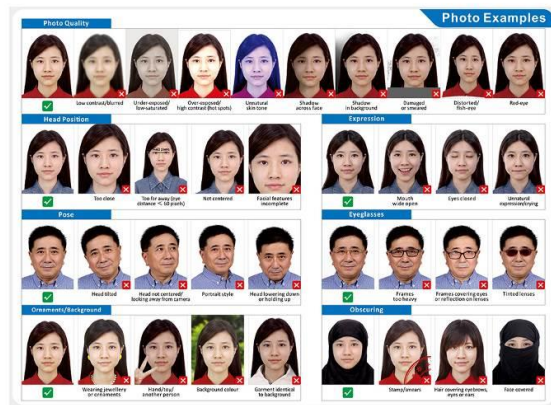 Photo Examples
Photo Quality
Low contrast/blurred
Under-exposed/
low-saturated
Over-exposed/
high contrast (hot spots)
Unnatural
skin tone
Shadow
across face
Shadow
in background
Damaged
or smeared
Distorted/
fish-eye
Red-eye
Head Position
Too close
Too far away (eye
distance < 60 pixels)
Not centered
Facial features
incomplete
Expression
Mouth
wide open
Eyes closed
Unnatural
expression/crying
Pose
Head tilted
Head not centered/
looking away from camera
Portrait style
Head lowering down
or holding up
Eyeglasses
Frames
too heavy
Frames covering eyes
or reflection on lenses
Tinted lenses
Ornaments/Background
Wearing jewellery
or ornaments
Hand/toy/
another person
Background colour
Garment identical
to background
Obscuring
Stamp/smears
Hair covering eyebrows,
eyes or ears
Face covered